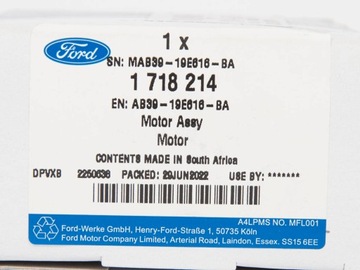 Ford
1 x
SN: MAB39-19E616-BA
1 718 214
EN: AB39-19E616-BA
Motor Assy
Motor
CONTENTS MADE IN South Africa
DPVXB 2250636 PACKED: 29JUN2022 USE BY: *******
A4LPMS NO. MFL001
Ford-Werke GmbH, Henry-Ford-Straße 1, 50735 Köln
Ford Motor Company Limited, Arterial Road, Laindon, Essex. SS15 6EE